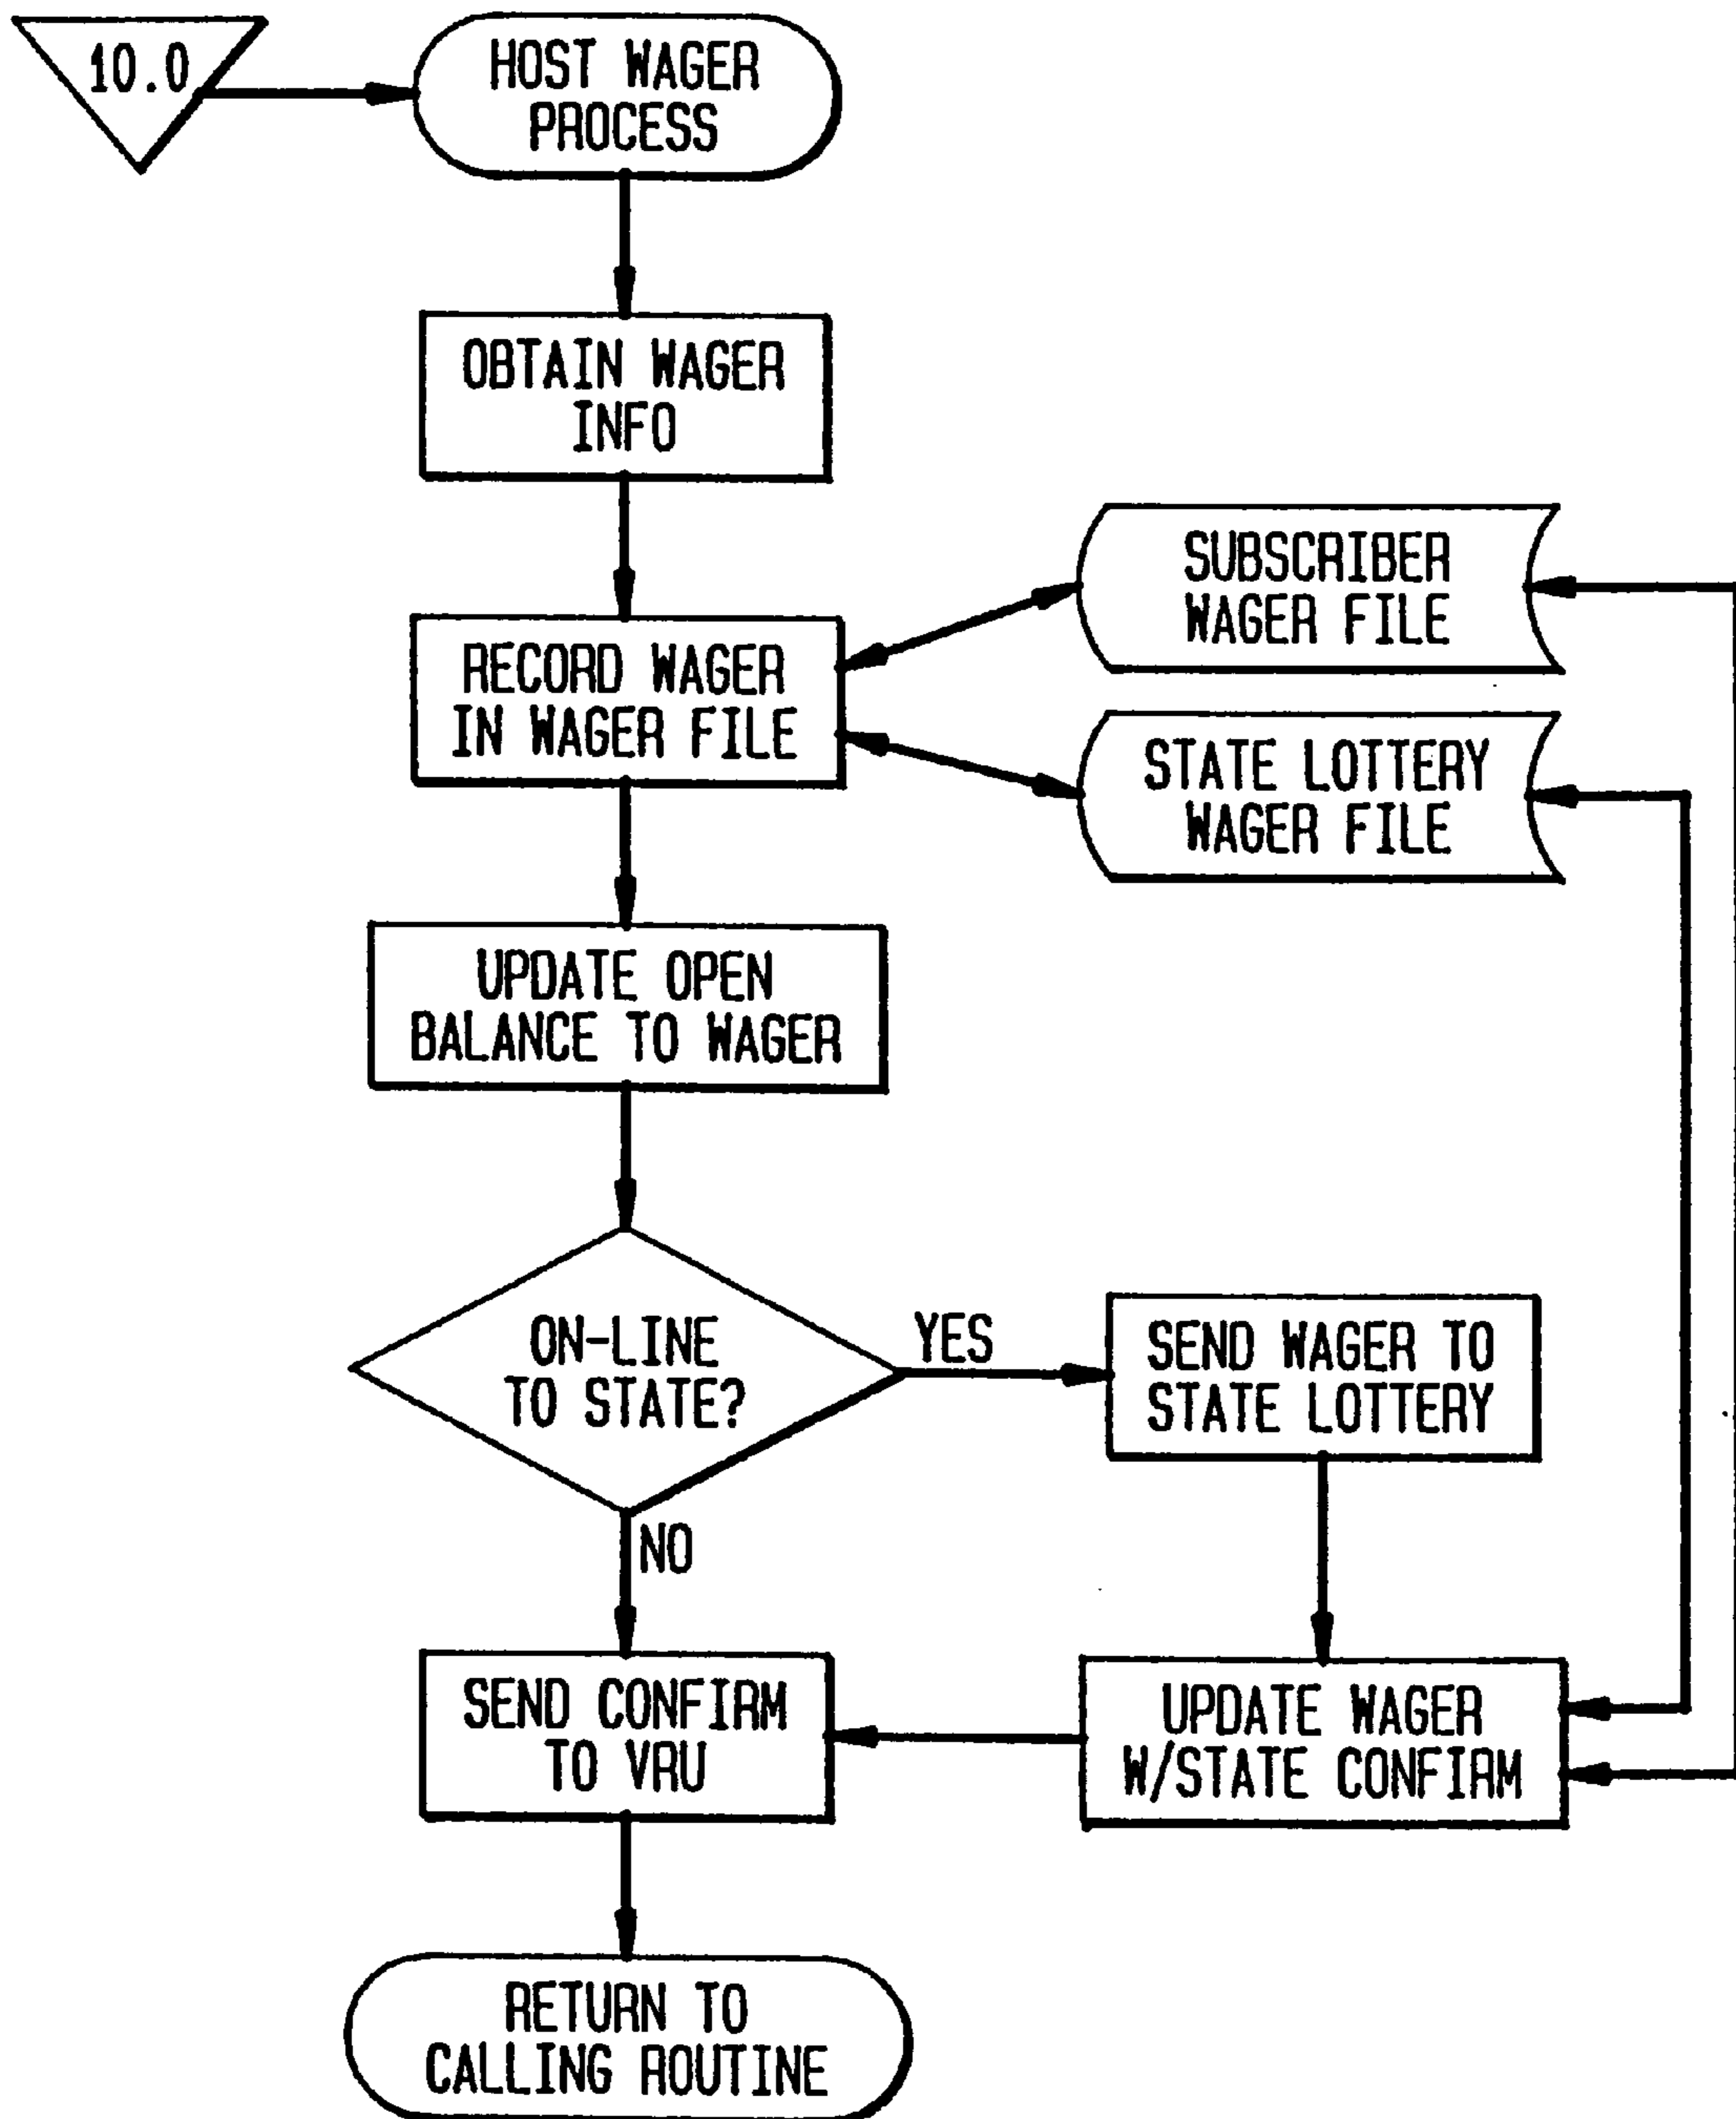 10.0
HOST WAGER
PROCESS
OBTAIN WAGER
INFO
SUBSCRIBER
WAGER FILE
RECORD WAGER
IN WAGER FILE
STATE LOTTERY
WAGER FILE
UPDATE OPEN
BALANCE TO WAGER
ON-LINE
TO STATE?
YES
SEND WAGER TO
STATE LOTTERY
NO
SEND CONFIRM
TO VRU
UPDATE WAGER
W/STATE CONFIRM
RETURN TO
CALLING ROUTINE